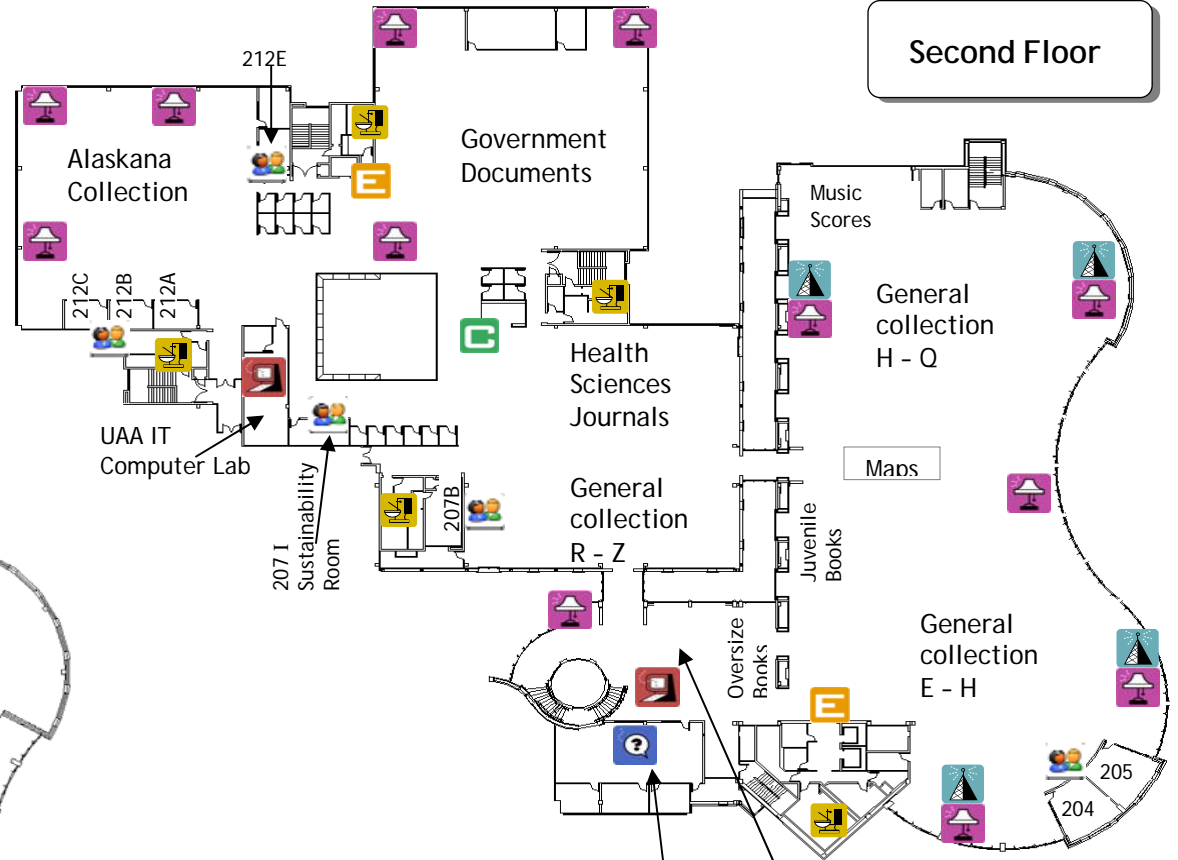 Second Floor
212E
Alaskana
Collection
Government
Documents
Music
Scores
E
General
collection
H - Q
212C
212B
212A
C
Health
Sciences
Journals
UAA IT
Computer Lab
Maps
207 I
Sustainability
Room
207B
General
collection
R - Z
Juvenile
Books
Oversize
Books
General
collection
E - H
E
?
205
204